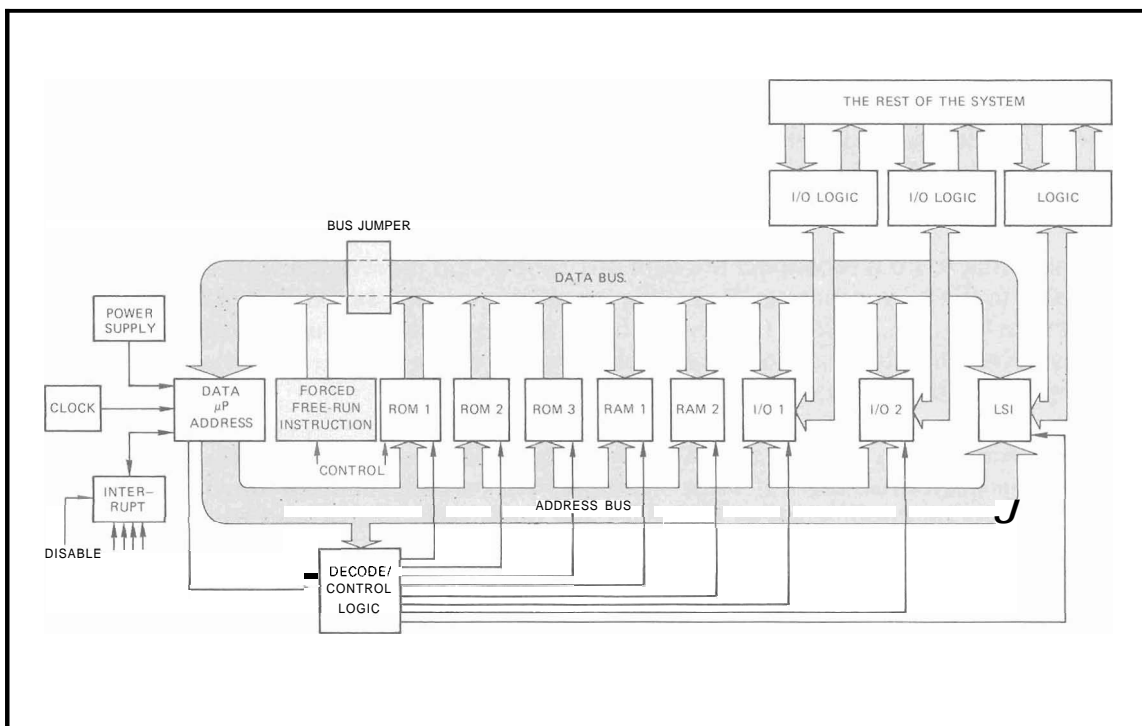 THE REST OF THE SYSTEM
I/O LOGIC
I/O LOGIC
LOGIC
BUS JUMPER
DATA BUS.
POWER
SUPPLY
CLOCK
DATA
µP
ADDRESS
FORCED
FREE-RUN
INSTRUCTION
ROM 1
ROM 2
ROM 3
RAM 1
RAM 2
I/O 1
I/O 2
LSI
CONTROL
INTER-
RUPT
DISABLE
ADDRESS BUS
DECODE/
CONTROL
LOGIC